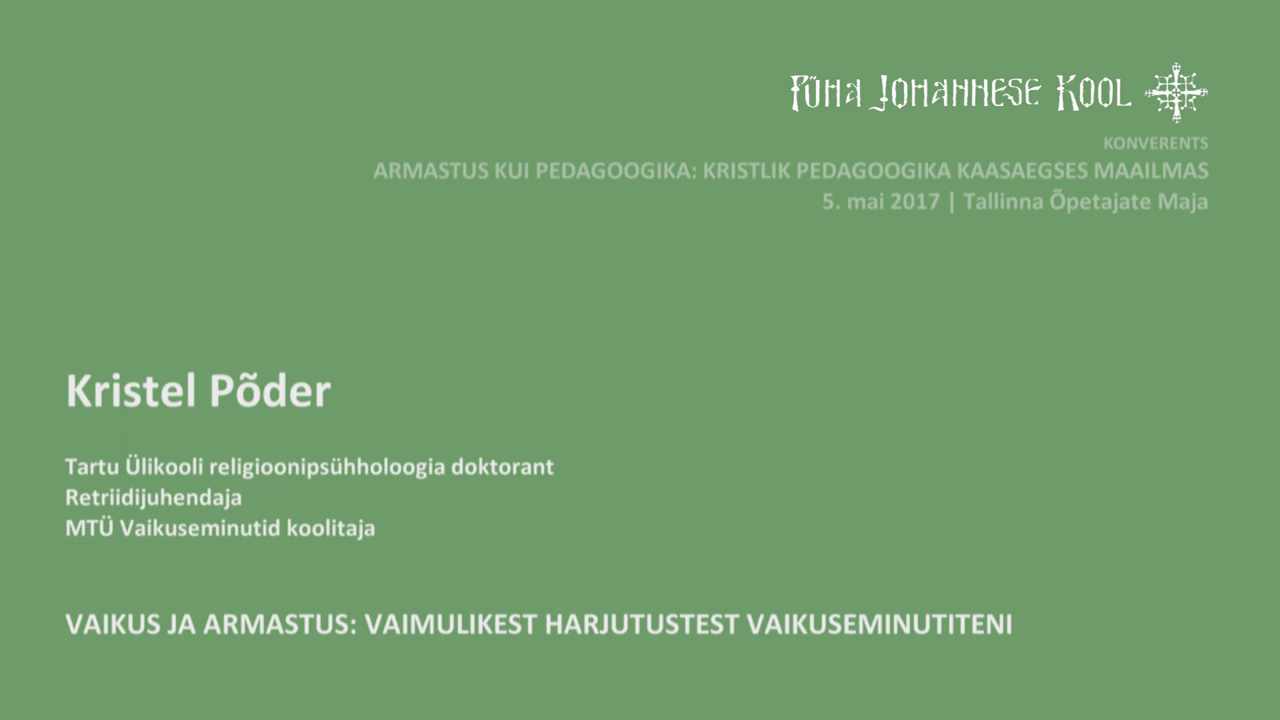 PÜHA JOHANNESE KOOL
KONVERENTS
ARMASTUS KUI PEDAGOOGIKA: KRISTLIK PEDAGOOGIKA KAASAEGSES MAAILMAS
5. mai 2017 | Tallinna Õpetajate Maja
Kristel Põder
Tartu Ülikooli religioonipsühholoogia doktorant
Retriidijuhendaja
MTÜ Vaikuseminutid koolitaja
VAIKUS JA ARMASTUS: VAIMULIKEST HARJUTUSTEST VAIKUSEMINUTITENI